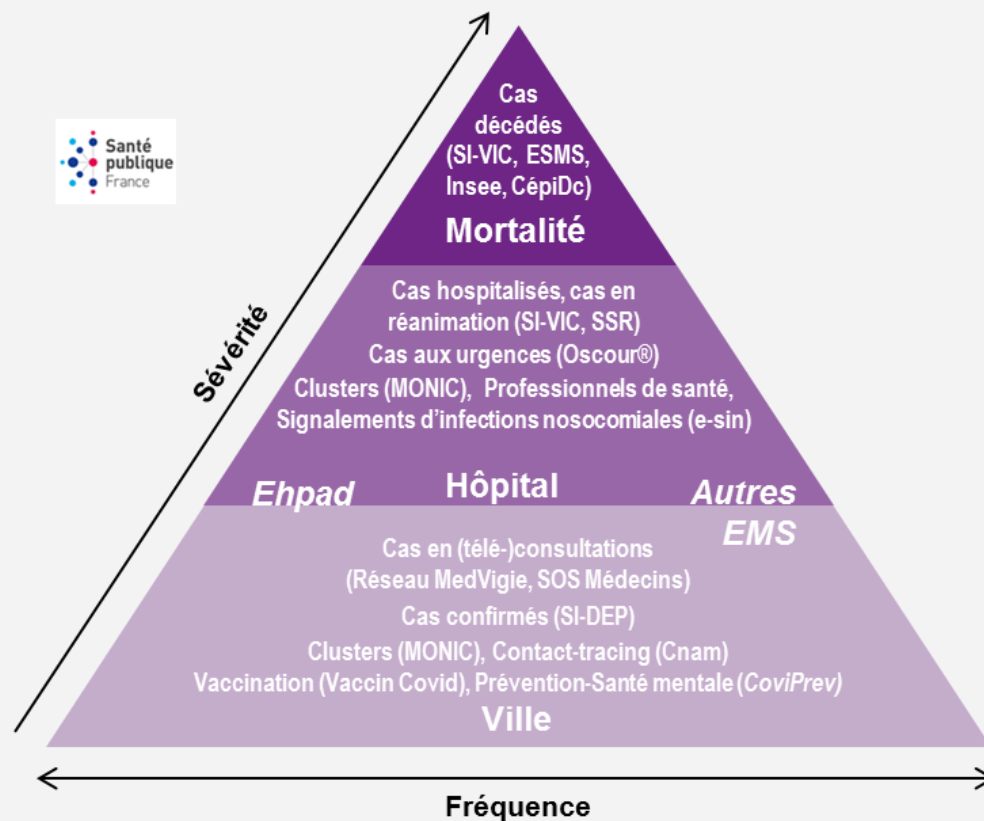 Santé
publique
France
Cas
décédés
(SI-VIC, ESMS,
Insee, CépiDc)
Mortalité
Sévérité
Cas hospitalisés, cas en
réanimation (SI-VIC, SSR)
Cas aux urgences (Oscour®)
Clusters (MONIC), Professionnels de santé,
Signalements d'infections nosocomiales (e-sin)
Ehpad
Hôpital
Autres
EMS
Cas en (télé-)consultations
(Réseau MedVigie, SOS Médecins)
Cas confirmés (SI-DEP)
Clusters (MONIC), Contact-tracing (Cnam)
Vaccination (Vaccin Covid), Prévention-Santé mentale (CoviPrev)
Ville
Fréquence